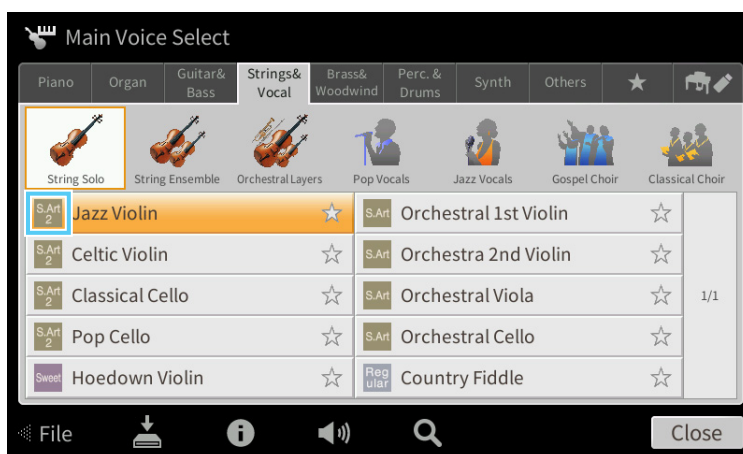 Main Voice Select
Piano
Organ
Guitar&
Bass
Strings&
Vocal
Brass&
Woodwind
Perc. &
Drums
Synth
Others
String Solo
String Ensemble
Orchestral Layers
Pop Vocals
Jazz Vocals
Gospel Choir
Classical Choir
S.Art
2
Jazz Violin
S.Art
Orchestral 1st Violin
S.Art
2
Celtic Violin
S.Art
Orchestra 2nd Violin
S.Art
2
Classical Cello
S.Art
Orchestral Viola
1/1
S.Art
2
Pop Cello
S.Art
Orchestral Cello
Sweet
Hoedown Violin
Reg
ular
Country Fiddle
File
Close